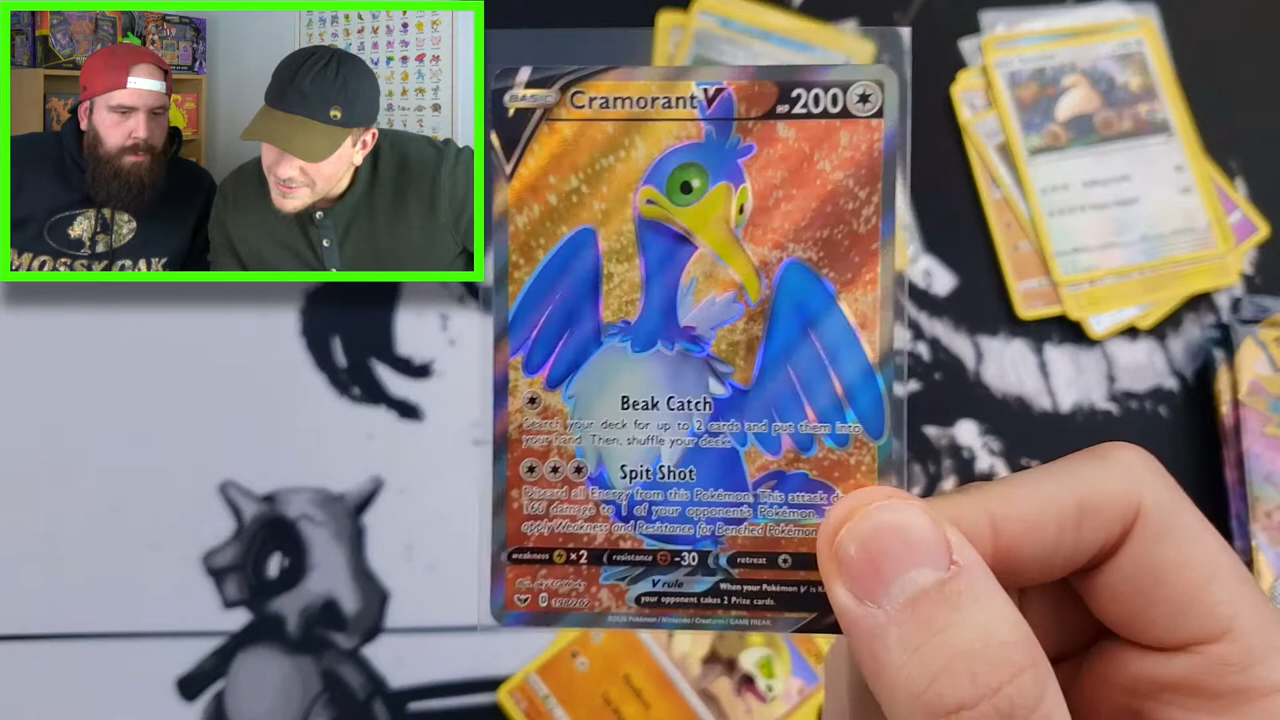 MOSSY OAK
BASIC Cramorant V HP 200
Beak Catch
Search your deck for up to 2 cards and put them into
your hand. Then, shuffle your deck.
Spit Shot
Discard all Energy from this Pokémon. This attack
160 damage to 1 of your opponent's Pokémon.
apply Weakness and Resistance for Benched Pokémon
weakness ×2 resistance -30 retreat
V rule When your Pokémon V is
your opponent takes 2 Prize cards.
D 198/202
©2020 Pokémon / Nintendo / Creatures / GAME FREAK